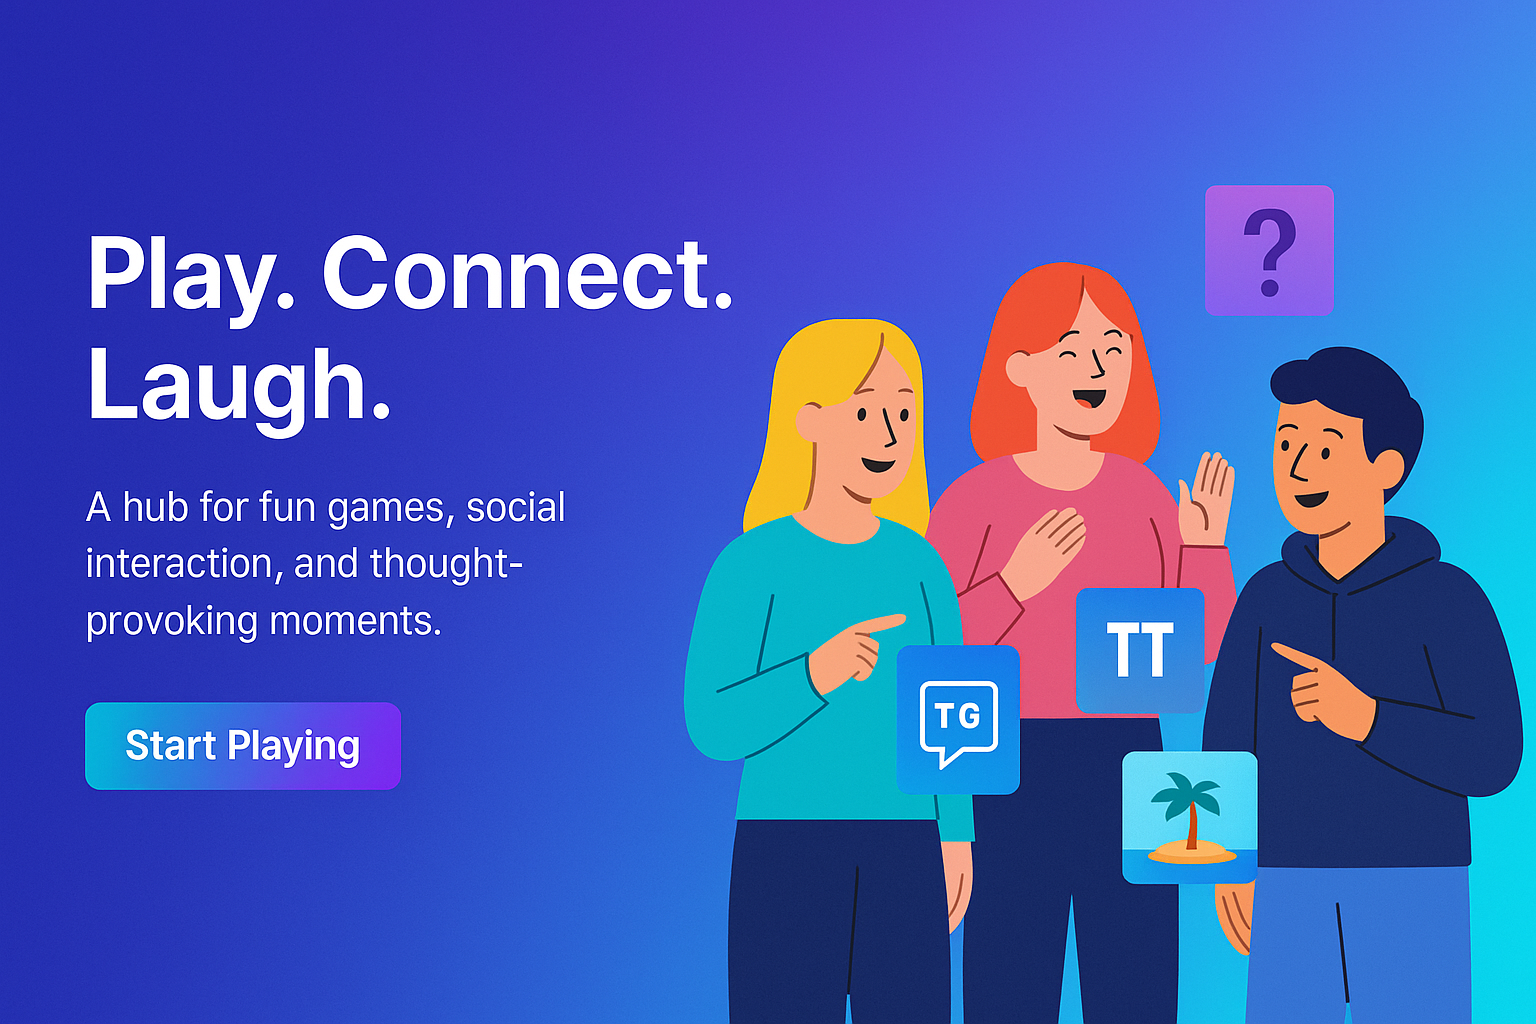 Play. Connect.
Laugh.
A hub for fun games, social
interaction, and thought-
provoking moments.
Start Playing
?
TT
TG